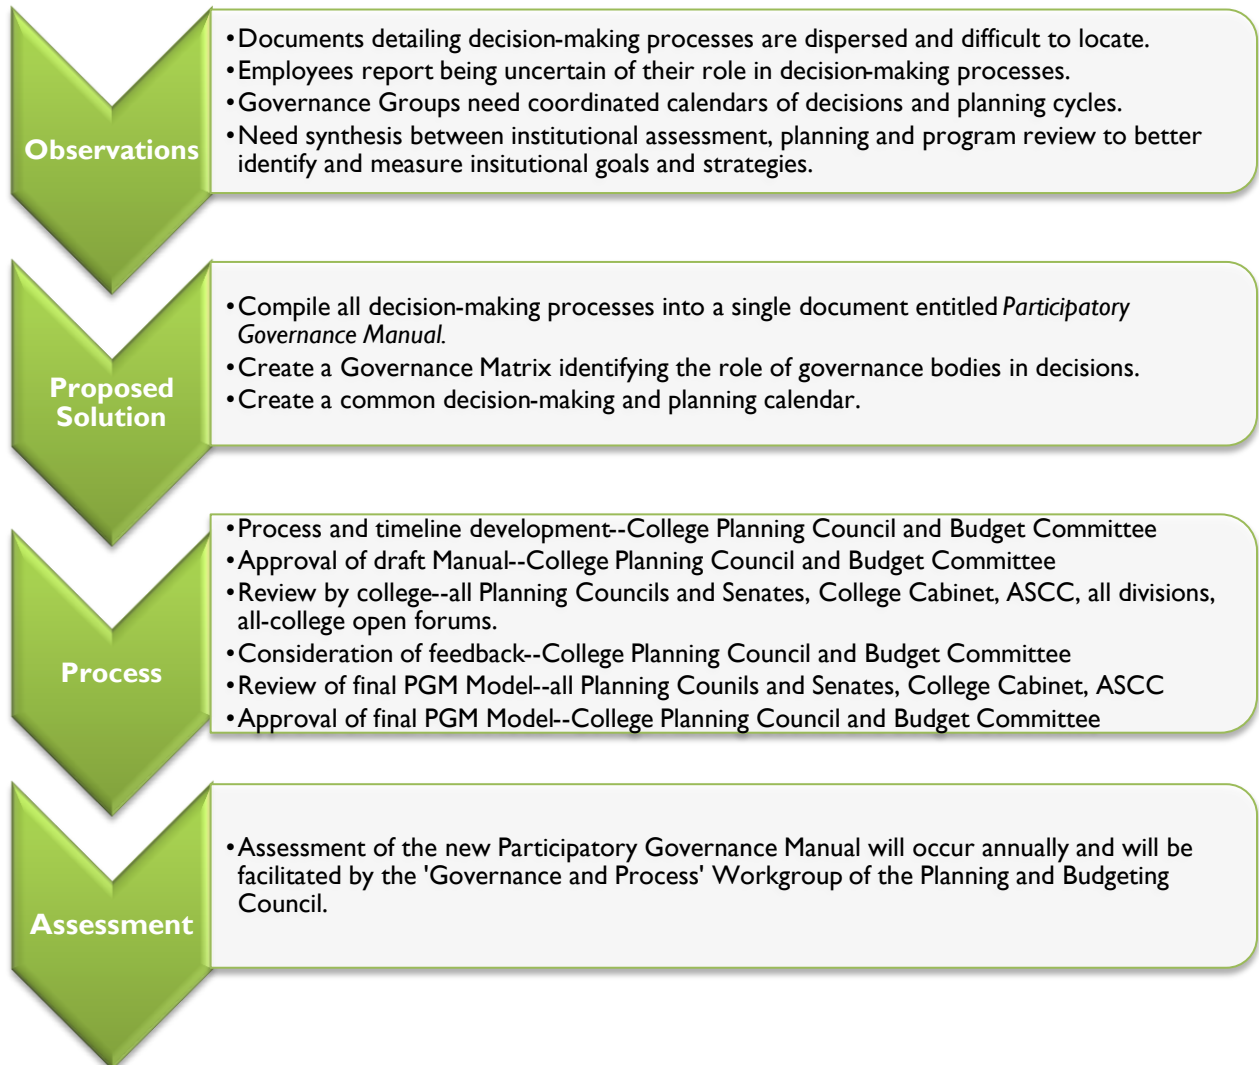 Observations
•Documents detailing decision-making processes are dispersed and difficult to locate.
•Employees report being uncertain of their role in decision-making processes.
•Governance Groups need coordinated calendars of decisions and planning cycles.
•Need synthesis between institutional assessment, planning and program review to better
identify and measure insitutional goals and strategies.
Proposed
Solution
•Compile all decision-making processes into a single document entitled Participatory
Governance Manual.
•Create a Governance Matrix identifying the role of governance bodies in decisions.
•Create a common decision-making and planning calendar.
Process
•Process and timeline development--College Planning Council and Budget Committee
•Approval of draft Manual--College Planning Council and Budget Committee
•Review by college--all Planning Councils and Senates, College Cabinet, ASCC, all divisions,
all-college open forums.
•Consideration of feedback--College Planning Council and Budget Committee
•Review of final PGM Model--all Planning Counils and Senates, College Cabinet, ASCC
•Approval of final PGM Model--College Planning Council and Budget Committee
Assessment
•Assessment of the new Participatory Governance Manual will occur annually and will be
facilitated by the 'Governance and Process' Workgroup of the Planning and Budgeting
Council.